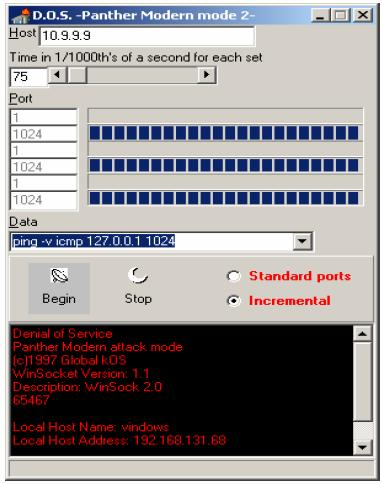 D.O.S. -Panther Modern mode 2-
Host 10.9.9.9
Time in 1/1000th's of a second for each set
75
Port
1
1024
1
1024
1
1024
Data
ping -v icmp 127.0.0.1 1024
Begin Stop
Standard ports
Incremental
Denial of Service
Panther Modern attack mode
(c)1997 Global kOS
WinSocket Version: 1.1
Description: WinSock 2.0
65467
Local Host Name: vindows
Local Host Address: 192.168.131.68